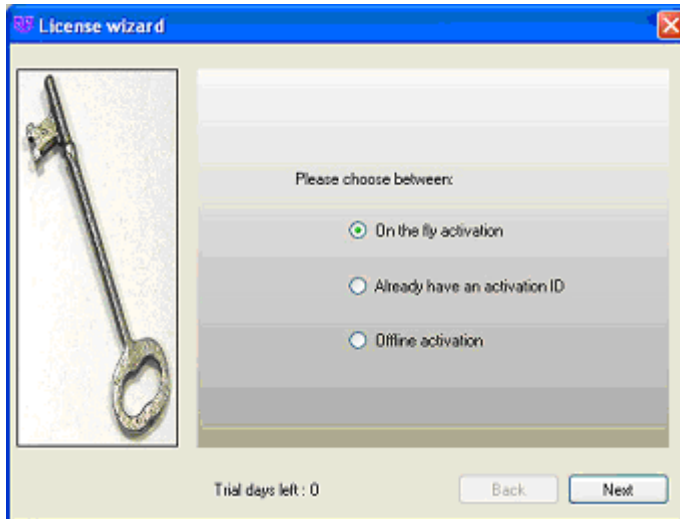 License wizard
Please choose between:
On the fly activation
Already have an activation ID
Offline activation
Trial days left : 0
Back
Next